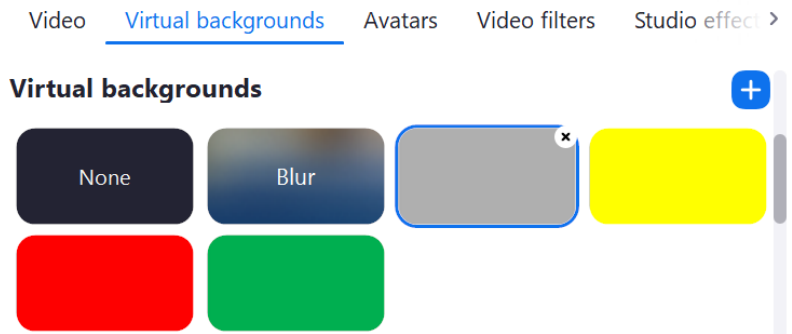 Video Virtual backgrounds Avatars Video filters Studio effect
Virtual backgrounds
None Blur